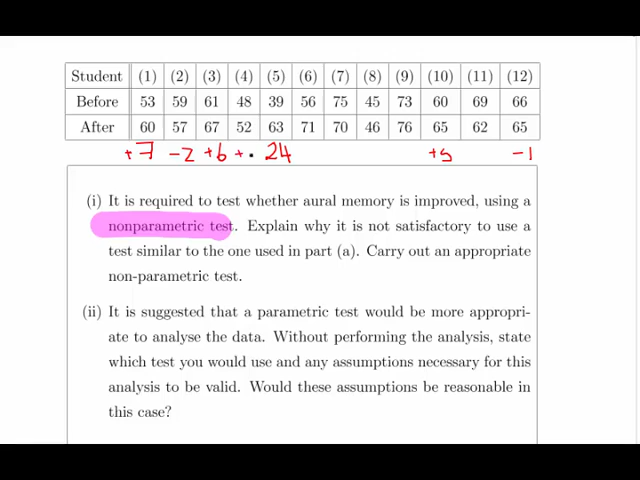 Student (1) (2) (3) (4) (5) (6) (7) (8) (9) (10) (11) (12)
Before 53 59 61 48 39 56 75 45 73 60 69 66
After 60 57 67 52 63 71 70 46 76 65 62 65
+7 -2 +6 +· 24 +5 -1
(i) It is required to test whether aural memory is improved, using a
nonparametric test. Explain why it is not satisfactory to use a
test similar to the one used in part (a). Carry out an appropriate
non-parametric test.
(ii) It is suggested that a parametric test would be more appropri-
ate to analyse the data. Without performing the analysis, state
which test you would use and any assumptions necessary for this
analysis to be valid. Would these assumptions be reasonable in
this case?